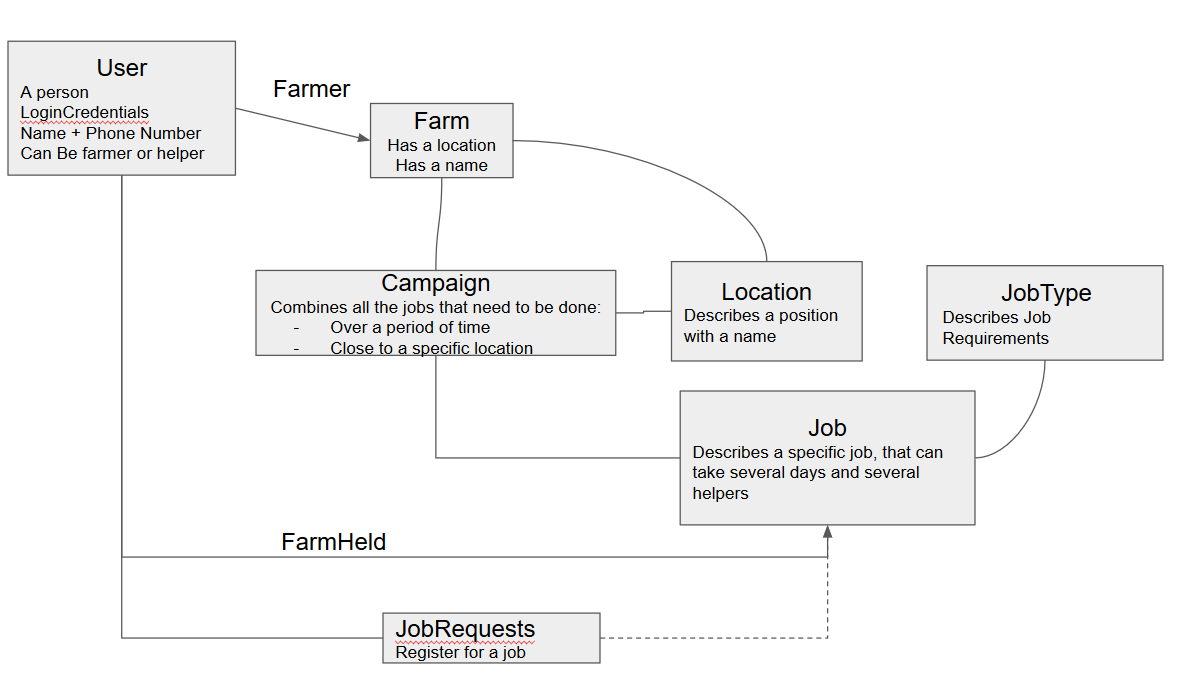 User
A person
LoginCredentials
Name + Phone Number
Can Be farmer or helper
Farmer
Farm
Has a location
Has a name
Campaign
Combines all the jobs that need to be done:
- Over a period of time
- Close to a specific location
Location
Describes a position
with a name
JobType
Describes Job
Requirements
Job
Describes a specific job, that can
take several days and several
helpers
FarmHeld
JobRequests
Register for a job